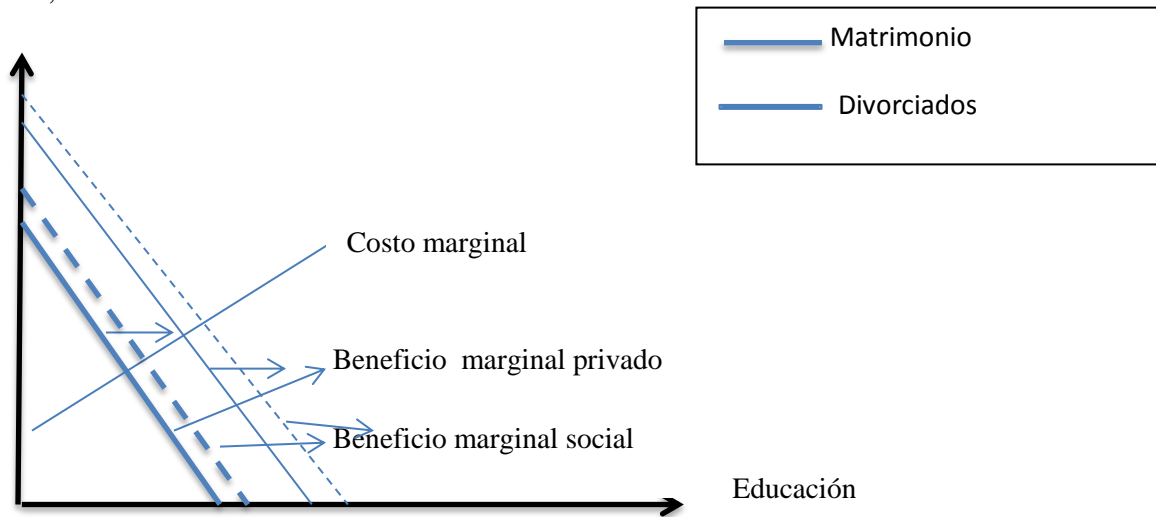 Matrimonio
Divorciados
Costo marginal
Beneficio marginal privado
Beneficio marginal social
Educación